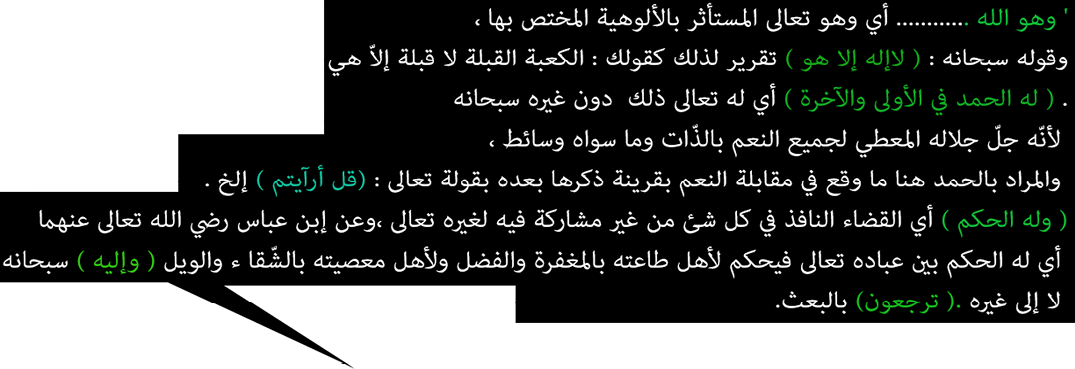 ' وهو الله ............ أي وهو تعالى المستأثر بالألوهية المختص بها ،
وقوله سبحانه : ( لاإله إلا هو ) تقرير لذلك كقولك : الكعبة القبلة لا قبلة إلاّ هي
. ( له الحمد في الأولى والآخرة ) أي له تعالى ذلك دون غيره سبحانه
لأنّه جلّ جلاله المعطي لجميع النعم بالذّات وما سواه وسائط ،
والمراد بالحمد هنا ما وقع في مقابلة النعم بقرينة ذكرها بعده بقولة تعالى : (قل أرآيتم ) إلخ .
( وله الحكم ) أي القضاء النافذ في كل شئ من غير مشاركة فيه لغيره تعالى ،وعن إبن عباس رضي الله تعالى عنهما
أي له الحكم بين عباده تعالى فيحكم لأهل طاعته بالمغفرة والفضل ولأهل معصيته بالشّقا ء والويل ( وإليه ) سبحانه
لا إلى غيره .( ترجعون) بالبعث.